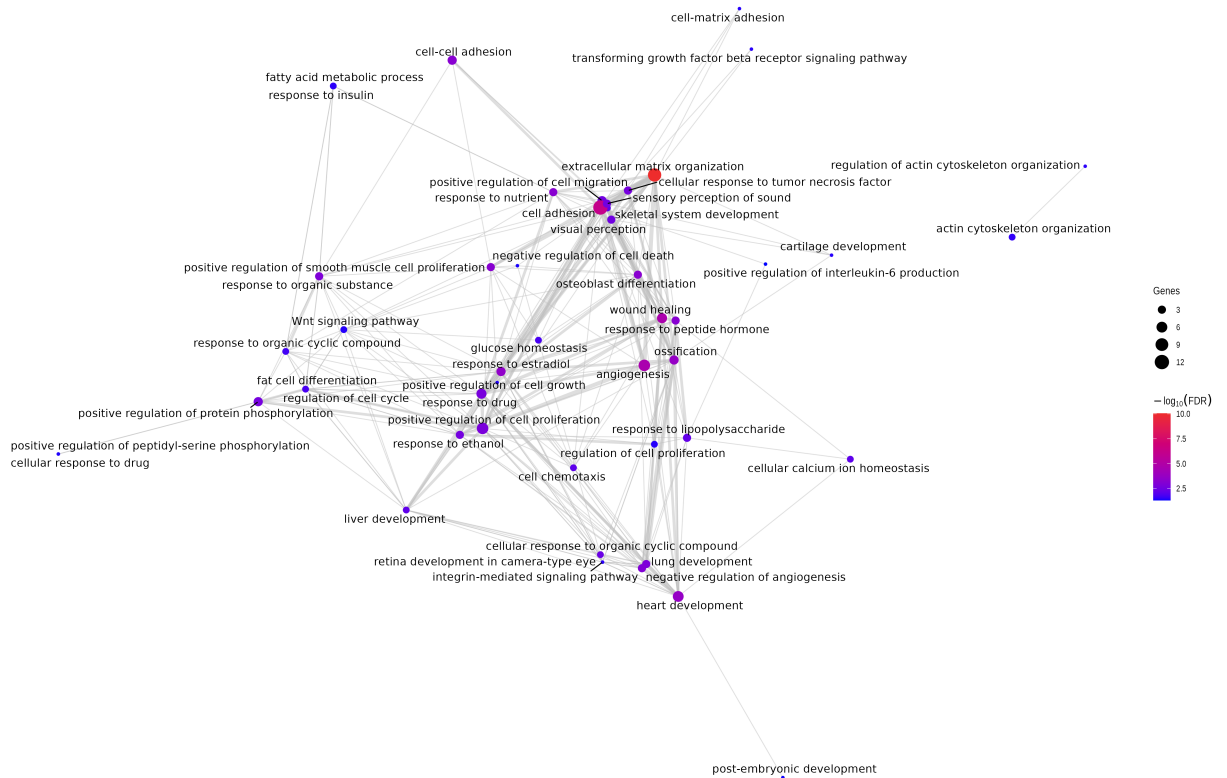 cell-matrix adhesion
cell-cell adhesion
transforming growth factor beta receptor signaling pathway
fatty acid metabolic process
response to insulin
extracellular matrix organization
regulation of actin cytoskeleton organization
positive regulation of cell migration
cellular response to tumor necrosis factor
response to nutrient
sensory perception of sound
cell adhesion
skeletal system development
visual perception
actin cytoskeleton organization
cartilage development
negative regulation of cell death
positive regulation of smooth muscle cell proliferation
positive regulation of interleukin-6 production
response to organic substance
osteoblast differentiation
Genes
3
6
9
12
wound healing
Wnt signaling pathway
response to peptide hormone
response to organic cyclic compound
glucose homeostasis
ossification
response to estradiol
angiogenesis
fat cell differentiation
positive regulation of cell growth
regulation of cell cycle
response to drug
−log10(FDR)
10.0
7.5
5.0
2.5
positive regulation of protein phosphorylation
positive regulation of cell proliferation
response to lipopolysaccharide
response to ethanol
positive regulation of peptidyl-serine phosphorylation
regulation of cell proliferation
cellular response to drug
cellular calcium ion homeostasis
cell chemotaxis
liver development
cellular response to organic cyclic compound
retina development in camera-type eye
lung development
integrin-mediated signaling pathway
negative regulation of angiogenesis
heart development
post-embryonic development